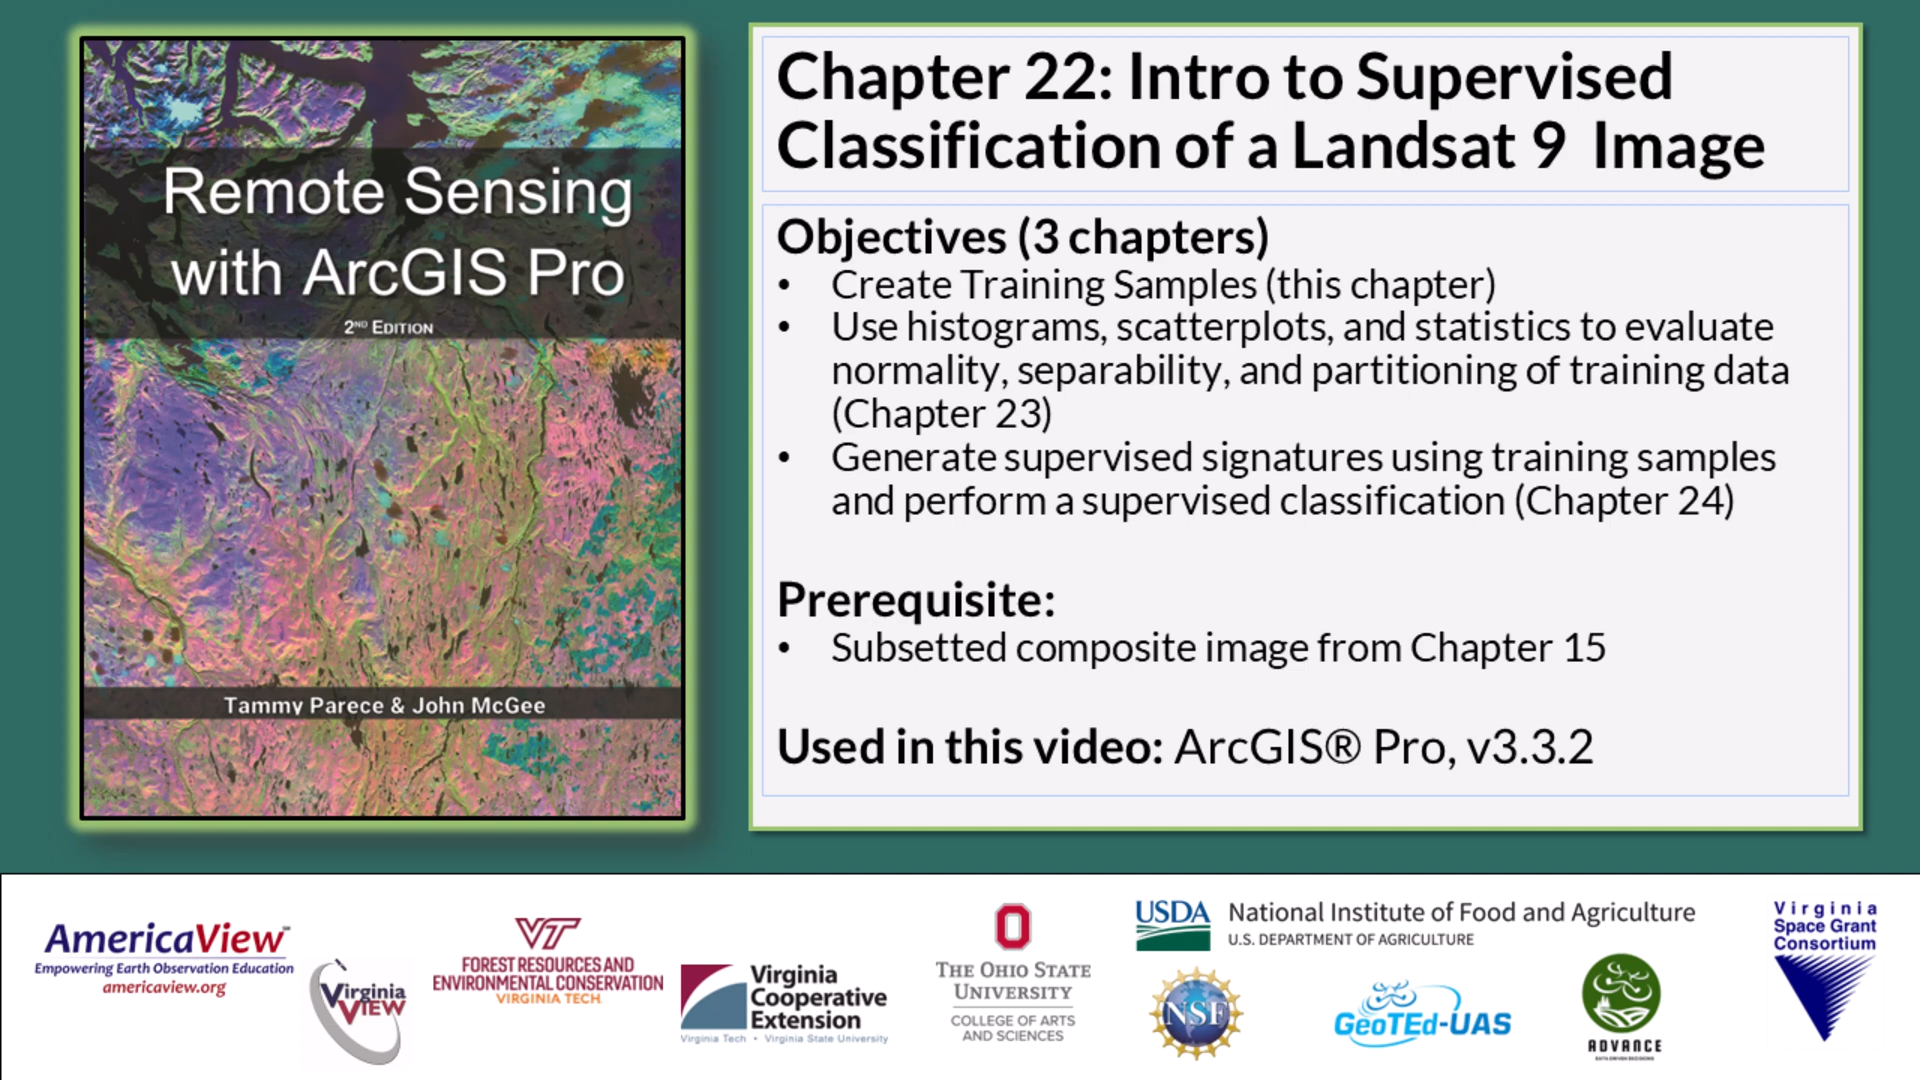 Remote Sensing
with ArcGIS Pro
2ND EDITION
Tammy Parece & John McGee
Chapter 22: Intro to Supervised
Classification of a Landsat 9 Image
Objectives (3 chapters)
• Create Training Samples (this chapter)
• Use histograms, scatterplots, and statistics to evaluate
normality, separability, and partitioning of training data
(Chapter 23)
• Generate supervised signatures using training samples
and perform a supervised classification (Chapter 24)
Prerequisite:
• Subsetted composite image from Chapter 15
Used in this video: ArcGIS® Pro, v3.3.2
AmericaView
Empowering Earth Observation Education
americaview.org
Virginia
View
VT
FOREST RESOURCES AND
ENVIRONMENTAL CONSERVATION
VIRGINIA TECH
Virginia
Cooperative
Extension
Virginia Tech • Virginia State University
O
THE OHIO STATE
UNIVERSITY
COLLEGE OF ARTS
AND SCIENCES
USDA
National Institute of Food and Agriculture
U.S. DEPARTMENT OF AGRICULTURE
NSF
GeoTEd-UAS
ADVANCE
DATA DRIVEN DECISIONS
Virginia
Space Grant
Consortium